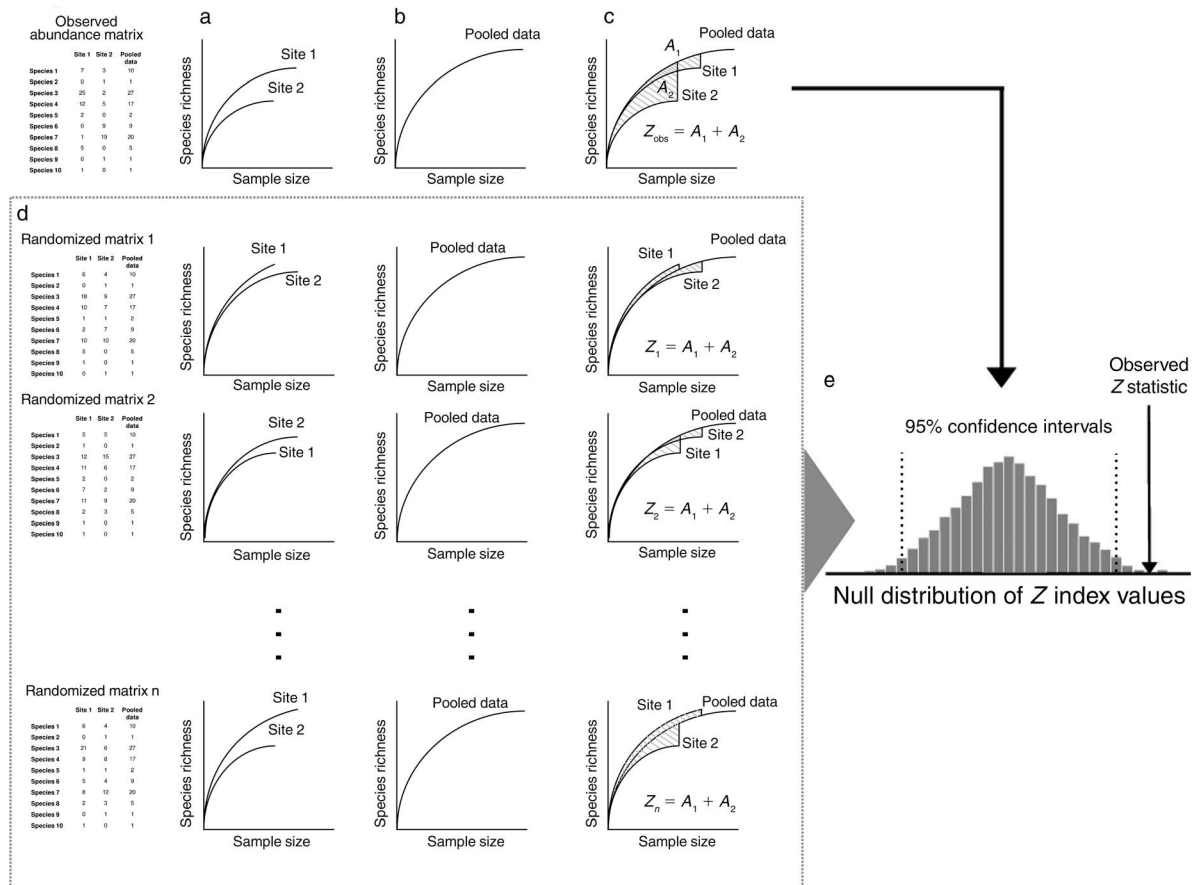 Observed
abundance matrix
Site 1 Site 2 Pooled
data
Species 1 7 3 10
Species 2 0 1 1
Species 3 25 2 27
Species 4 12 5 17
Species 5 2 0 2
Species 6 0 9 9
Species 7 1 19 20
Species 8 5 0 5
Species 9 0 1 1
Species 10 1 0 1
a
Species richness
Site 1
Site 2
Sample size
b
Species richness
Pooled data
Sample size
c
Species richness
Pooled data
A1
Site 1
A2
Site 2
Zobs = A1 + A2
Sample size
d
Randomized matrix 1
Site 1 Site 2 Pooled
data
Species 1 6 4 10
Species 2 0 1 1
Species 3 18 9 27
Species 4 10 7 17
Species 5 1 1 2
Species 6 2 7 9
Species 7 10 10 20
Species 8 5 0 5
Species 9 1 0 1
Species 10 0 1 1
Species richness
Site 1
Site 2
Sample size
Species richness
Pooled data
Sample size
Species richness
Pooled data
Site 1
Site 2
Z1 = A1 + A2
Sample size
Randomized matrix 2
Site 1 Site 2 Pooled
data
Species 1 5 5 10
Species 2 1 0 1
Species 3 12 15 27
Species 4 11 6 17
Species 5 2 0 2
Species 6 7 2 9
Species 7 11 9 20
Species 8 2 3 5
Species 9 1 0 1
Species 10 1 0 1
Species richness
Site 2
Site 1
Sample size
Species richness
Pooled data
Sample size
Species richness
Pooled data
Site 2
Site 1
Z2 = A1 + A2
Sample size
Randomized matrix n
Site 1 Site 2 Pooled
data
Species 1 6 4 10
Species 2 0 1 1
Species 3 21 6 27
Species 4 9 8 17
Species 5 1 1 2
Species 6 5 4 9
Species 7 8 12 20
Species 8 2 3 5
Species 9 0 1 1
Species 10 1 0 1
Species richness
Site 1
Site 2
Sample size
Species richness
Pooled data
Sample size
Species richness
Site 1
Pooled data
Site 2
Zn = A1 + A2
Sample size
e
Observed
Z statistic
95% confidence intervals
Null distribution of Z index values